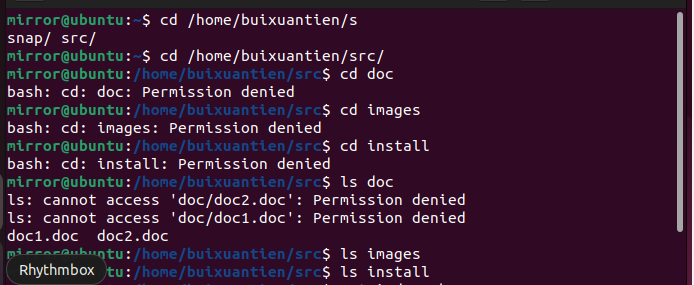 mirror@ubuntu:~$ cd /home/buixuantien/s
snap/ src/
mirror@ubuntu:~$ cd /home/buixuantien/src/
mirror@ubuntu:/home/buixuantien/src$ cd doc
bash: cd: doc: Permission denied
mirror@ubuntu:/home/buixuantien/src$ cd images
bash: cd: images: Permission denied
mirror@ubuntu:/home/buixuantien/src$ cd install
bash: cd: install: Permission denied
mirror@ubuntu:/home/buixuantien/src$ ls doc
ls: cannot access 'doc/doc2.doc': Permission denied
ls: cannot access 'doc/doc1.doc': Permission denied
doc1.doc  doc2.doc
mirror@ubuntu:/home/buixuantien/src$ ls images
:/home/buixuantien/src$ ls install
Rhythmbox